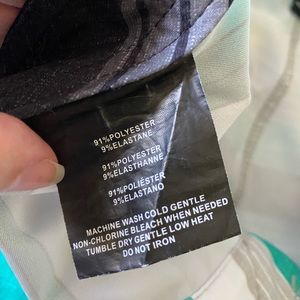 91%POLYESTER
9%ELASTANE
91%POLYESTER
9%ELASTHANNE
91%POLIÉSTER
9%ELASTANO
MACHINE WASH COLD GENTLE
NON-CHLORINE BLEACH WHEN NEEDED
TUMBLE DRY GENTLE LOW HEAT
DO NOT IRON